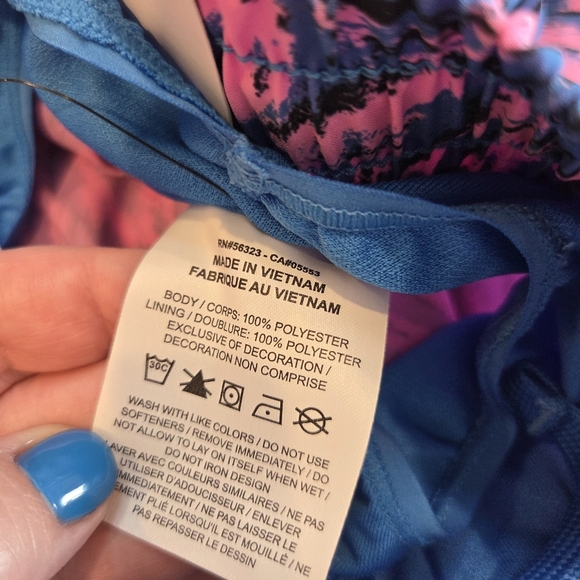 RN#56323 - CA#05553
MADE IN VIETNAM
FABRIQUE AU VIETNAM
BODY / CORPS: 100% POLYESTER
LINING / DOUBLURE: 100% POLYESTER
EXCLUSIVE OF DECORATION /
DECORATION NON COMPRISE
30C
WASH WITH LIKE COLORS / DO NOT USE
SOFTENERS / REMOVE IMMEDIATELY / DO
NOT ALLOW TO LAY ON ITSELF WHEN WET /
DO NOT IRON DESIGN
LAVER AVEC COULEURS SIMILAIRES / NE PAS
UTILISER D'ADOUCISSEUR / ENLEVER
IMMEDIATEMENT / NE PAS LAISSER LE
EMENT PLIÉ LORSQU'IL EST MOUILLÉ / NE
PAS REPASSER LE DESSIN